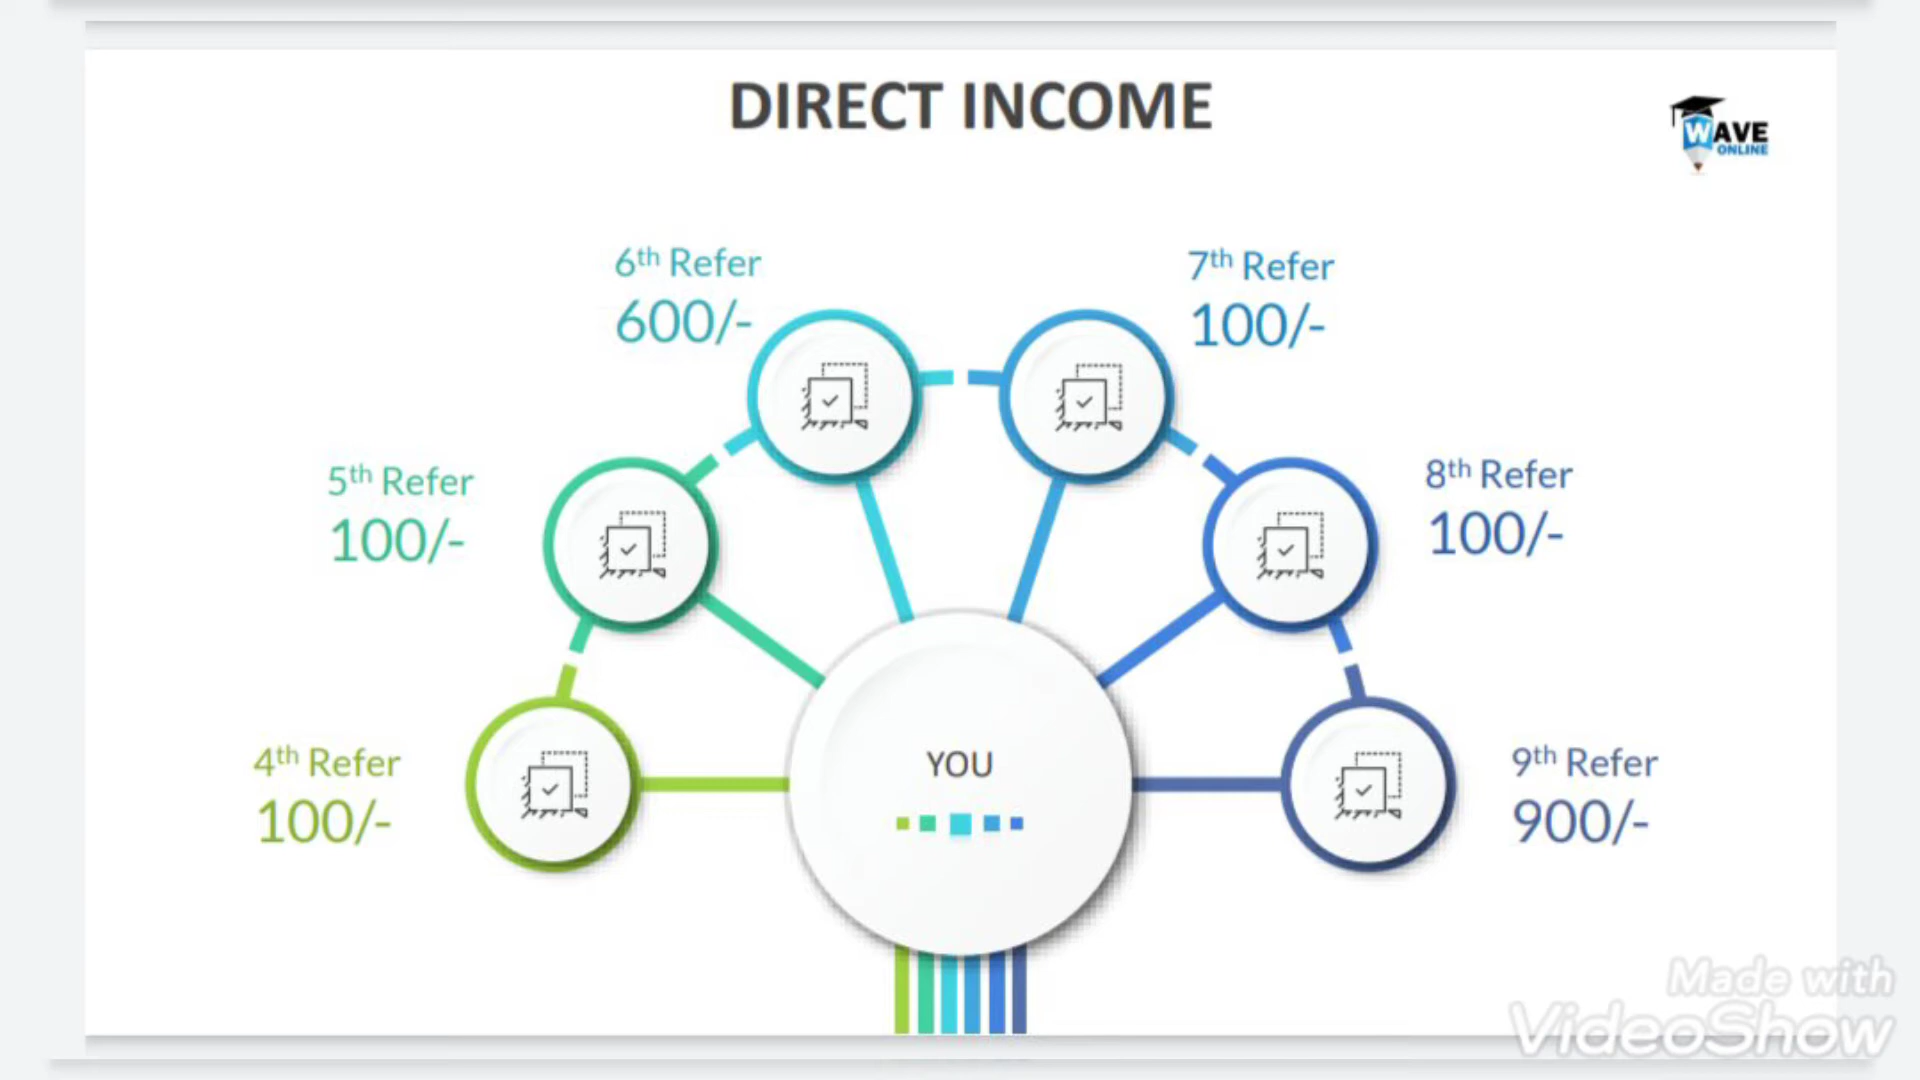 DIRECT INCOME
WAVE
ONLINE
6th Refer
600/-
7th Refer
100/-
5th Refer
100/-
8th Refer
100/-
4th Refer
100/-
YOU
9th Refer
900/-
Made with
VideoShow